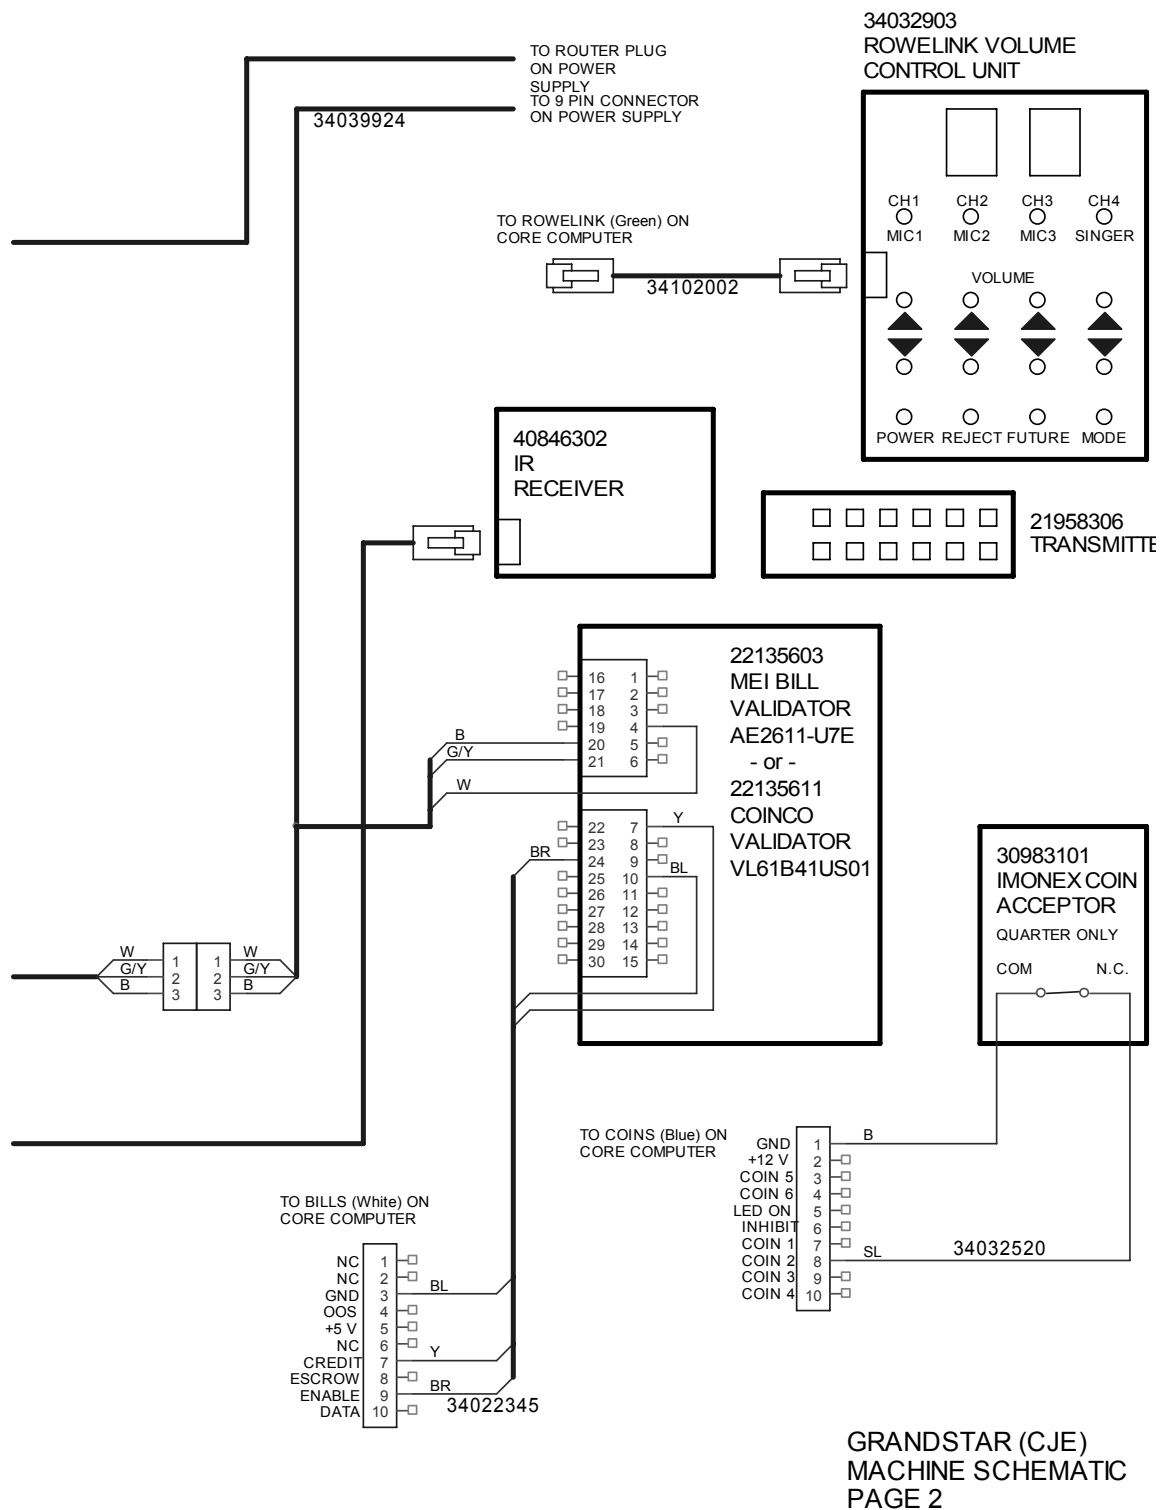 34032903
ROWELINK VOLUME
CONTROL UNIT
TO ROUTER PLUG
ON POWER
SUPPLY
TO 9 PIN CONNECTOR
ON POWER SUPPLY
34039924
CH1 CH2 CH3 CH4
MIC1 MIC2 MIC3 SINGER
TO ROWELINK (Green) ON
CORE COMPUTER
34102002
VOLUME
POWER REJECT FUTURE MODE
40846302
IR
RECEIVER
21958306
TRANSMITTE
22135603
MEI BILL
VALIDATOR
AE2611-U7E
- or -
22135611
COINCO
VALIDATOR
VL61B41US01
16 1
17 2
18 3
19 4
B 20 5
G/Y 21 6
W
22 7 Y
23 8
BR 24 9
25 10 BL
26 11
27 12
28 13
29 14
30 15
30983101
IMONEX COIN
ACCEPTOR
QUARTER ONLY
COM N.C.
W 1 1 W
G/Y 2 2 G/Y
B 3 3 B
TO COINS (Blue) ON
CORE COMPUTER
GND 1 B
+12 V 2
COIN 5 3
COIN 6 4
LED ON 5
INHIBIT 6
COIN 1 7
COIN 2 8 SL 34032520
COIN 3 9
COIN 4 10
TO BILLS (White) ON
CORE COMPUTER
NC 1
NC 2
GND 3 BL
OOS 4
+5 V 5
NC 6
CREDIT 7 Y
ESCROW 8
ENABLE 9 BR
DATA 10
34022345
GRANDSTAR (CJE)
MACHINE SCHEMATIC
PAGE 2